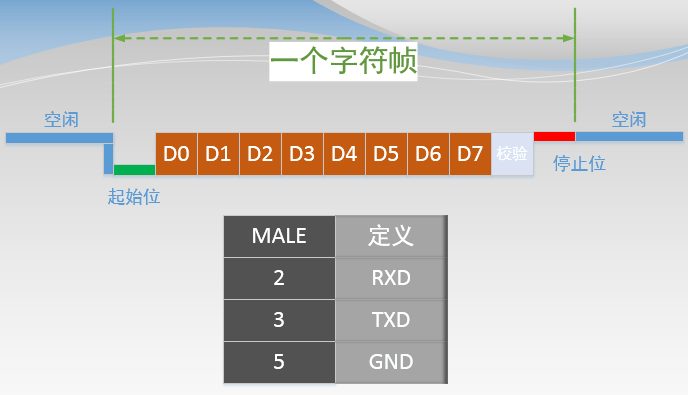 一个字符帧
空闲
空闲
D0 D1 D2 D3 D4 D5 D6 D7 校验
停止位
起始位
MALE 定义
2 RXD
3 TXD
5 GND